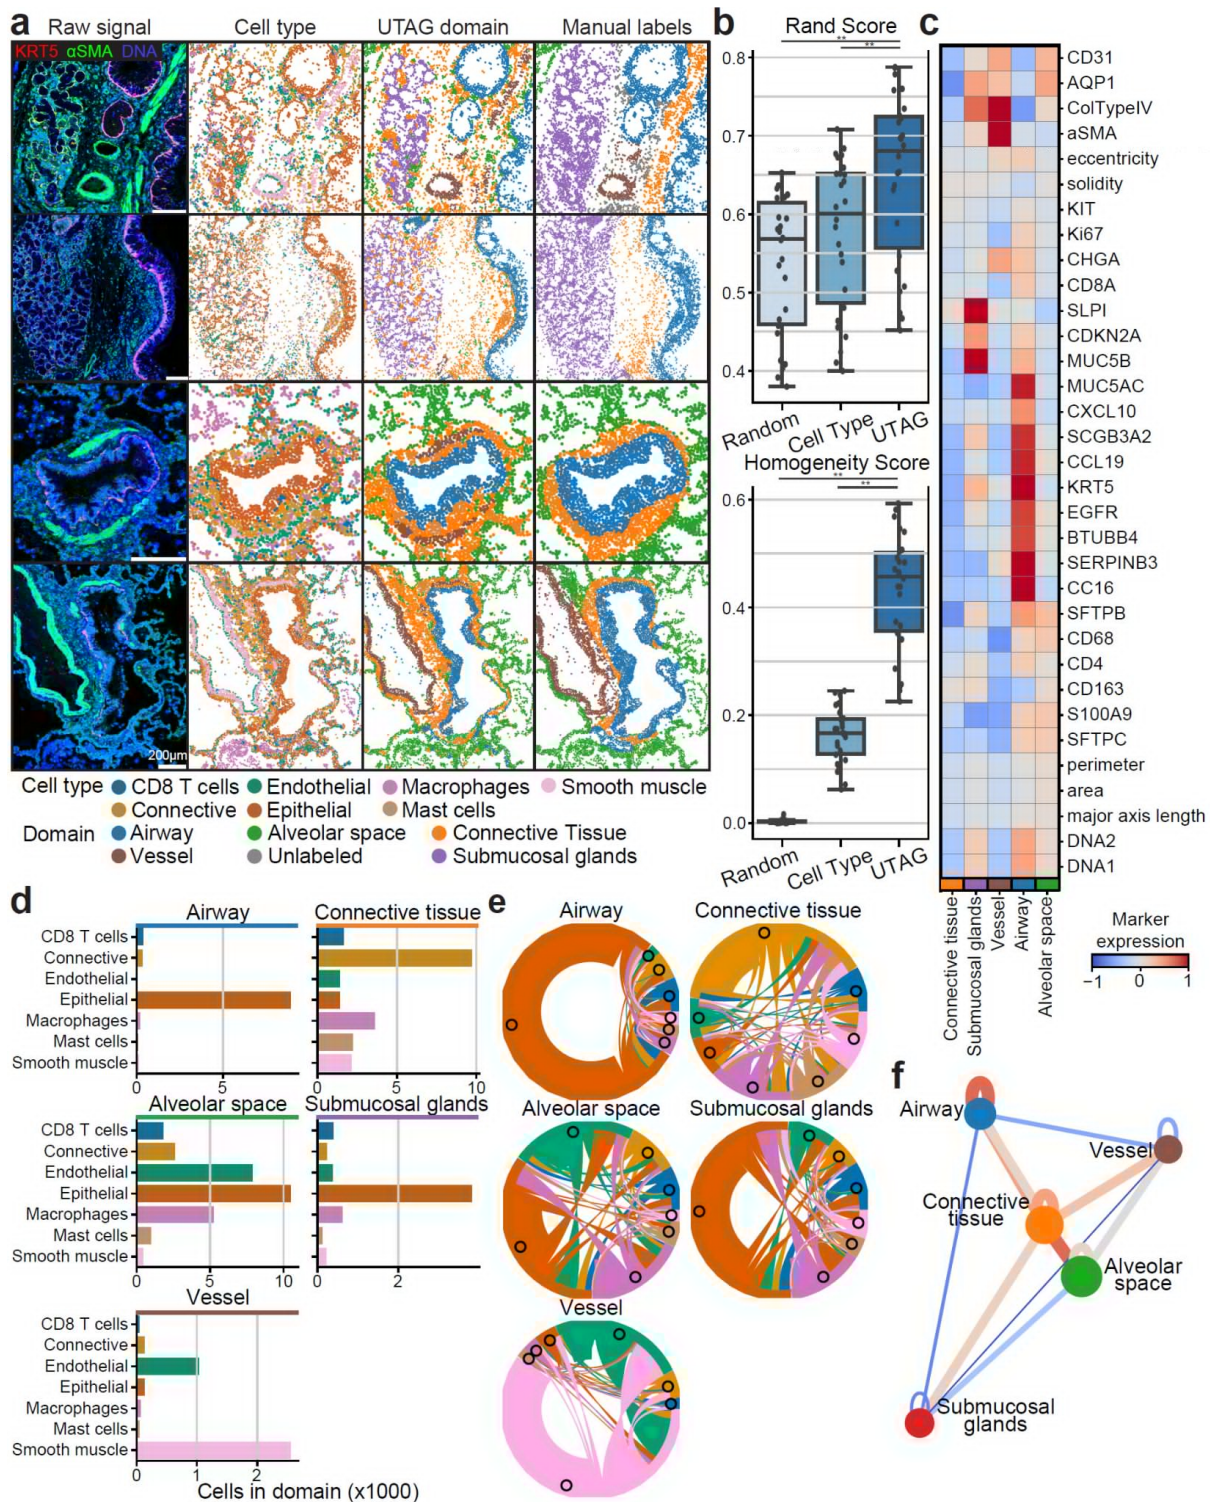 a
Raw signal Cell type UTAG domain Manual labels
KRT5 αSMA DNA
200µm
Cell type CD8 T cells Endothelial Macrophages Smooth muscle
Connective Epithelial Mast cells
Domain Airway Alveolar space Connective Tissue
Vessel Unlabeled Submucosal glands
b
Rand Score
**
**
0.8
0.7
0.6
0.5
0.4
Random Cell Type UTAG
Homogeneity Score
**
**
0.6
0.4
0.2
0.0
Random Cell Type UTAG
c
CD31
AQP1
ColTypeIV
aSMA
eccentricity
solidity
KIT
Ki67
CHGA
CD8A
SLPI
CDKN2A
MUC5B
MUC5AC
CXCL10
SCGB3A2
CCL19
KRT5
EGFR
BTUBB4
SERPINB3
CC16
SFTPB
CD68
CD4
CD163
S100A9
SFTPC
perimeter
area
major axis length
DNA2
DNA1
Connective tissue
Submucosal glands
Vessel
Airway
Alveolar space
Marker
expression
−1 0 1
d
Airway
CD8 T cells
Connective
Endothelial
Epithelial
Macrophages
Mast cells
Smooth muscle
0 5
Connective tissue
0 5 10
Alveolar space
CD8 T cells
Connective
Endothelial
Epithelial
Macrophages
Mast cells
Smooth muscle
0 5 10
Submucosal glands
0 2
Vessel
CD8 T cells
Connective
Endothelial
Epithelial
Macrophages
Mast cells
Smooth muscle
0 1 2
Cells in domain (x1000)
e
Airway Connective tissue
Alveolar space Submucosal glands
Vessel
f
Airway
Vessel
Connective
tissue
Alveolar
space
Submucosal
glands